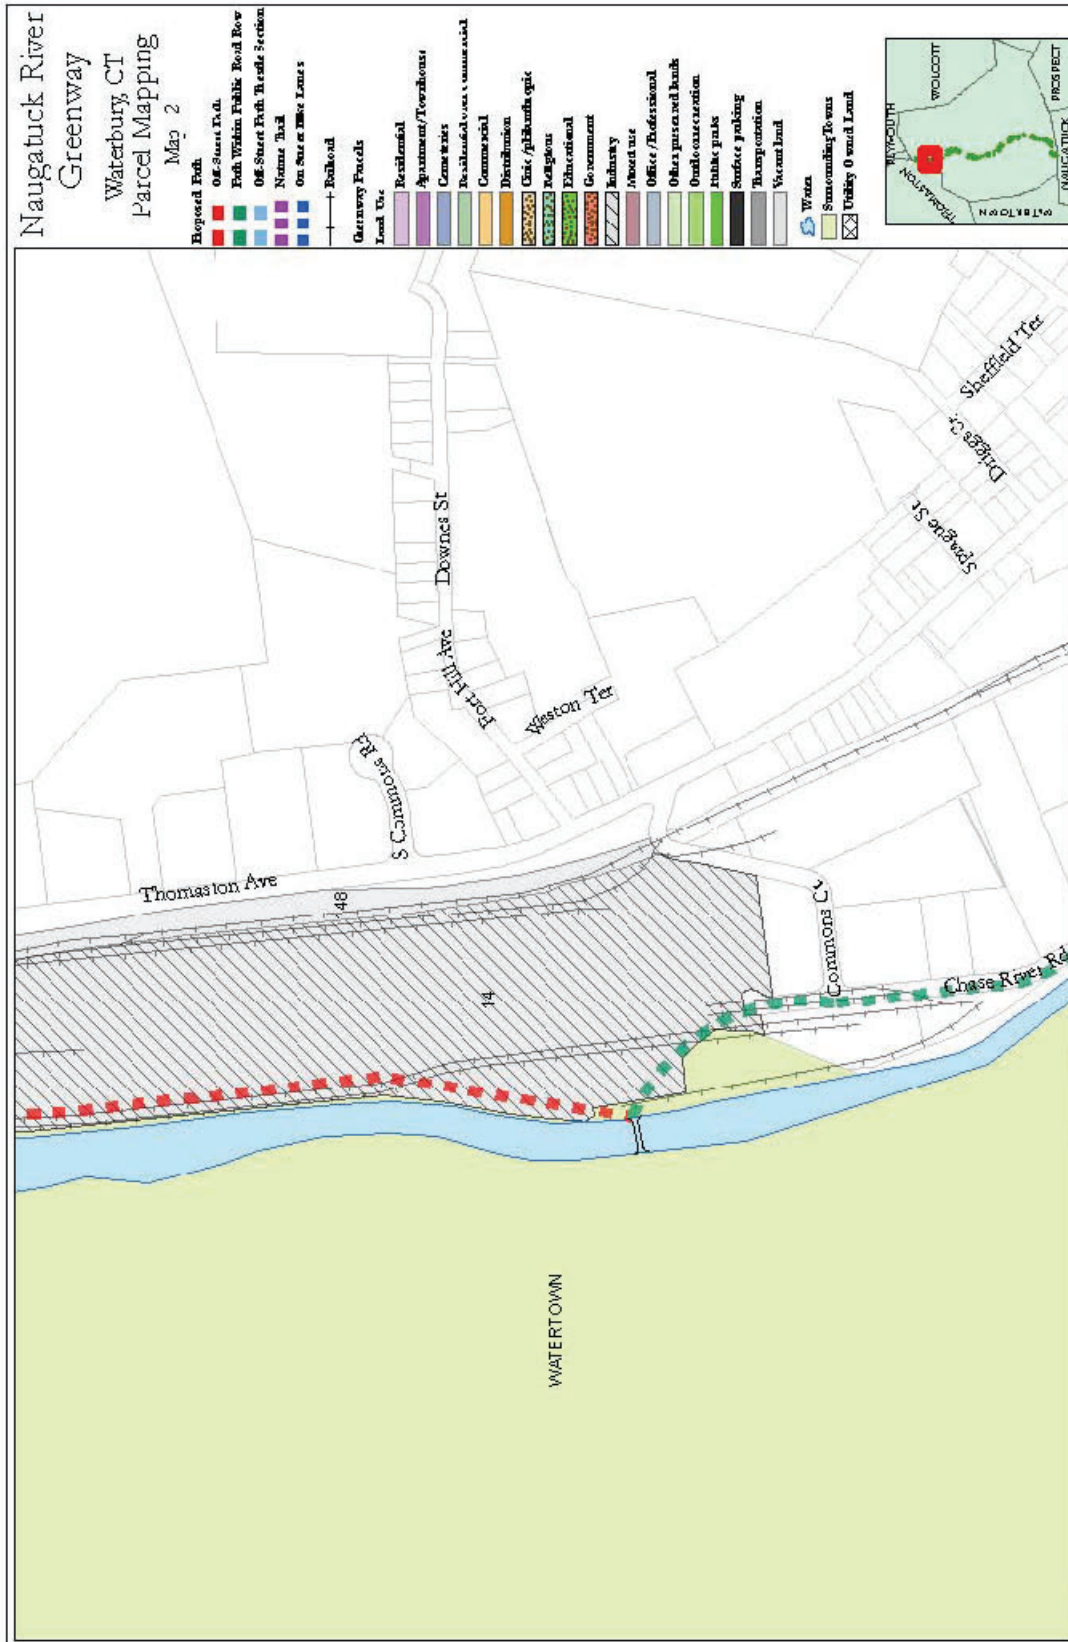 Naugatuck River
Greenway
Waterbury, CT
Parcel Mapping
Map 2
Proposed Path
Off-Street Path
Path Within Public Road Row
Off-Street Path Trestle Section
Nature Trail
On Street Bike Lanes
Railroad
Greenway Parcels
Land Use
Residential
Apartment/Townhouse
Cemeteries
Commercial
Distribution
Civic/philanthropic
Religious
Educational
Government
Industry
Mixed use
Office/Professional
Other preserved lands
Outdoor recreation
Public parks
Surface parking
Transportation
Vacant land
Water
Surrounding Towns
Utility Owned Land
PLYMOUTH
THOMASTON
WOLCOTT
WATERTOWN
PROSPECT
NAUGATUCK
Thomaston Ave
S Commons Rd
Fort Hill Ave
Downes St
Weston Ter
Sprague St
Driggs Ct
Sheffield Ter
Commons Ct
Chase River Rd
48
14
WATERTOWN